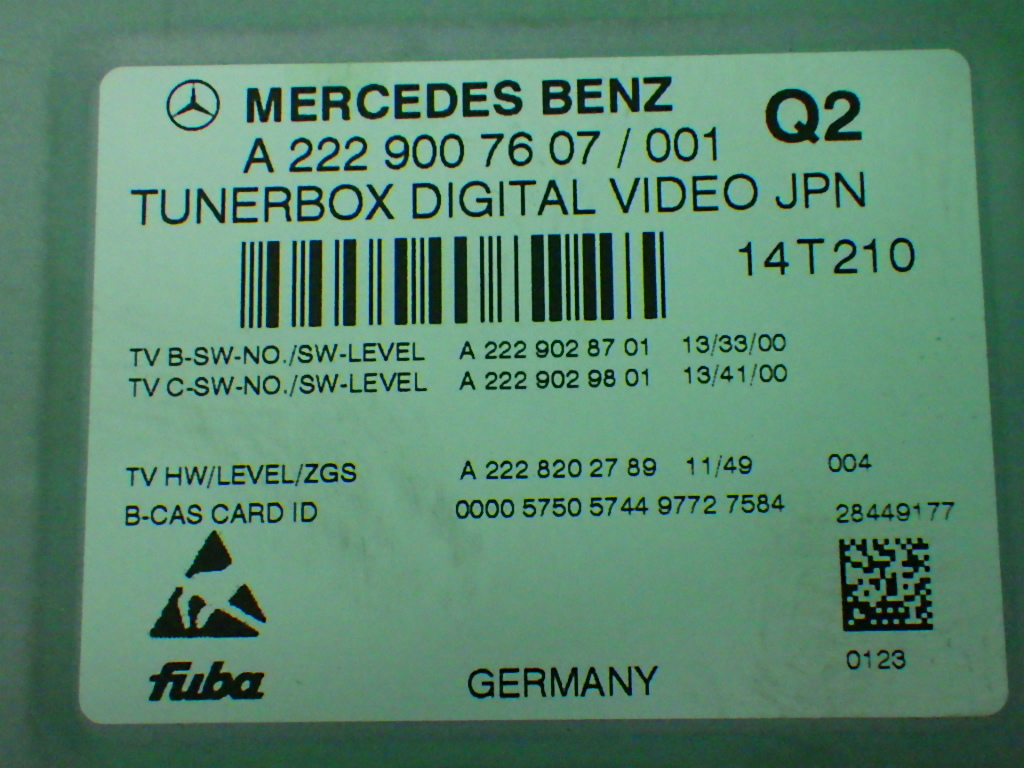 MERCEDES BENZ Q2
A 222 900 76 07 / 001
TUNERBOX DIGITAL VIDEO JPN
14T210
TV B-SW-NO./SW-LEVEL A 222 902 87 01 13/33/00
TV C-SW-NO./SW-LEVEL A 222 902 98 01 13/41/00
TV HW/LEVEL/ZGS A 222 820 27 89 11/49 004
B-CAS CARD ID 0000 5750 5744 9772 7584 28449177
0123
fuba GERMANY